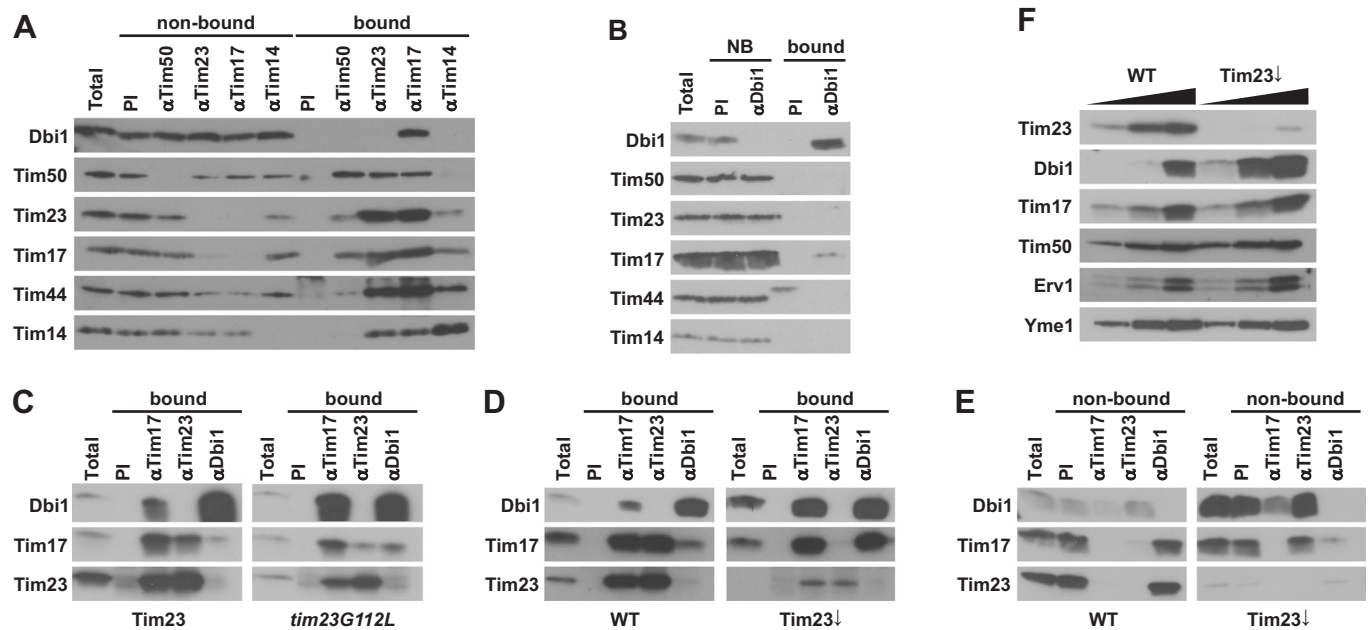 A
non-bound bound
Total PI αTim50 αTim23 αTim17 αTim14 PI αTim50 αTim23 αTim17 αTim14
Dbi1
Tim50
Tim23
Tim17
Tim44
Tim14
B
NB bound
Total PI αDbi1 PI αDbi1
Dbi1
Tim50
Tim23
Tim17
Tim44
Tim14
F
WT Tim23↓
Tim23
Dbi1
Tim17
Tim50
Erv1
Yme1
C
bound bound
Total PI αTim17 αTim23 αDbi1 Total PI αTim17 αTim23 αDbi1
Dbi1
Tim17
Tim23
Tim23 tim23G112L
D
bound bound
Total PI αTim17 αTim23 αDbi1 Total PI αTim17 αTim23 αDbi1
Dbi1
Tim17
Tim23
WT Tim23↓
E
non-bound non-bound
Total PI αTim17 αTim23 αDbi1 Total PI αTim17 αTim23 αDbi1
Dbi1
Tim17
Tim23
WT Tim23↓